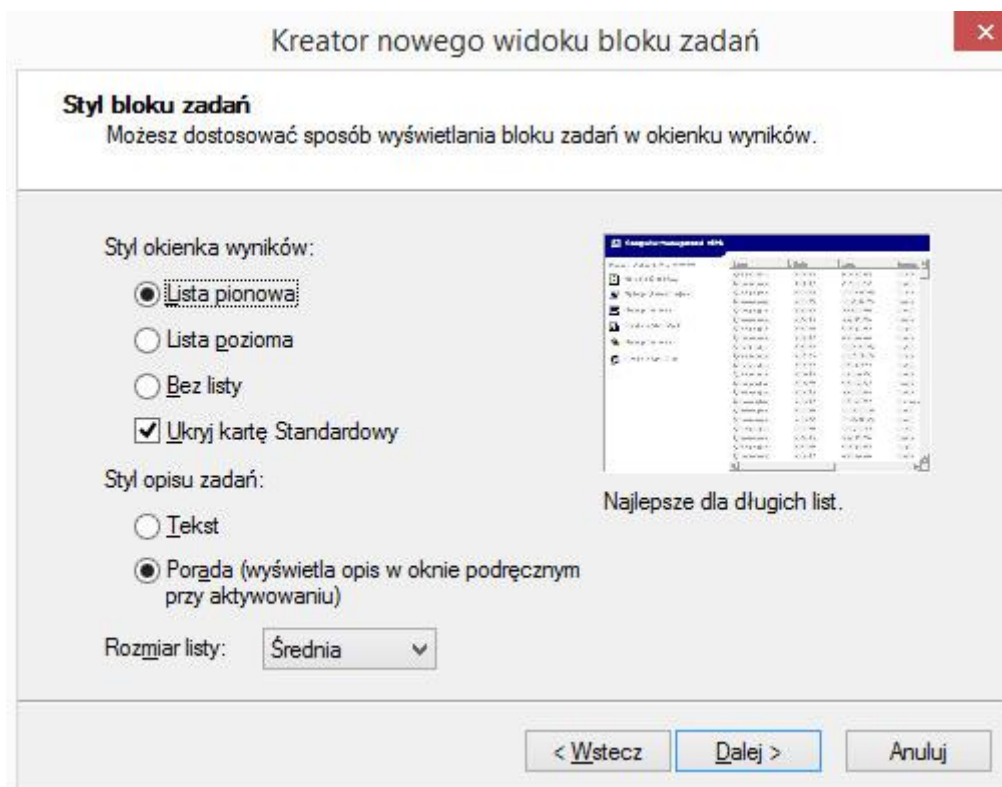 Kreator nowego widoku bloku zadań
Styl bloku zadań
Możesz dostosować sposób wyświetlania bloku zadań w okienku wyników.
Styl okienka wyników:
Lista pionowa
Lista pozioma
Bez listy
Ukryj kartę Standardowy
Styl opisu zadań:
Tekst
Porada (wyświetla opis w oknie podręcznym
przy aktywowaniu)
Rozmiar listy: Średnia
Najlepsze dla długich list.
< Wstecz
Dalej >
Anuluj